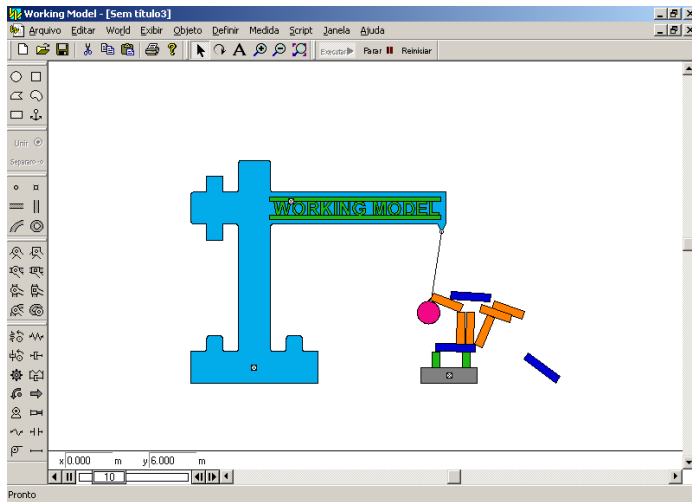 Working Model - [Sem título3]
Arquivo Editar World Exibir Objeto Definir Medida Script Janela Ajuda
A Executar Parar Reiniciar
Unir
Separar
WORKING MODEL
x 0.000 m y 6.000 m
10
Pronto